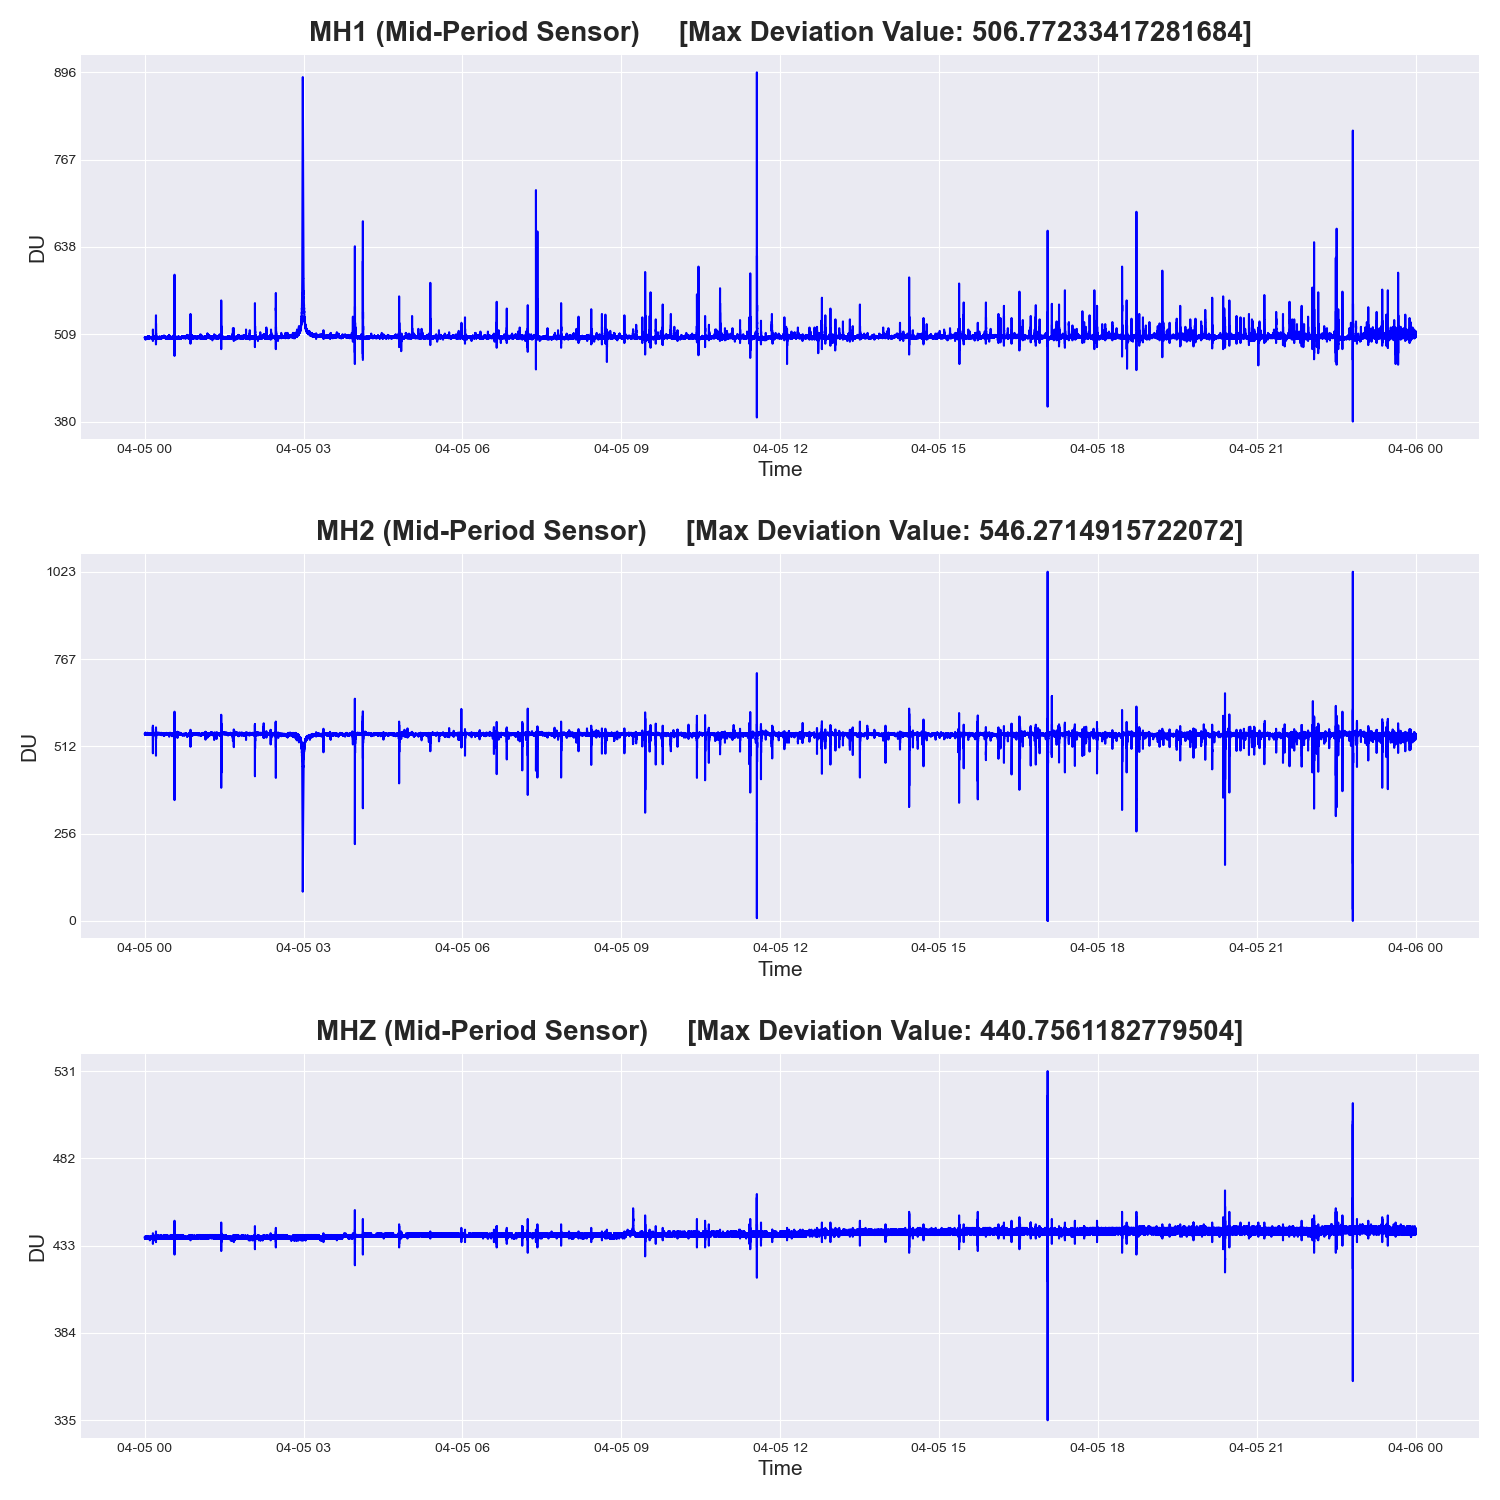 MH1 (Mid-Period Sensor) [Max Deviation Value: 506.77233417281684]
896
767
638
509
380
DU
04-05 00 04-05 03 04-05 06 04-05 09 04-05 12 04-05 15 04-05 18 04-05 21 04-06 00
Time
MH2 (Mid-Period Sensor) [Max Deviation Value: 546.2714915722072]
1023
767
512
256
0
DU
04-05 00 04-05 03 04-05 06 04-05 09 04-05 12 04-05 15 04-05 18 04-05 21 04-06 00
Time
MHZ (Mid-Period Sensor) [Max Deviation Value: 440.7561182779504]
531
482
433
384
335
DU
04-05 00 04-05 03 04-05 06 04-05 09 04-05 12 04-05 15 04-05 18 04-05 21 04-06 00
Time